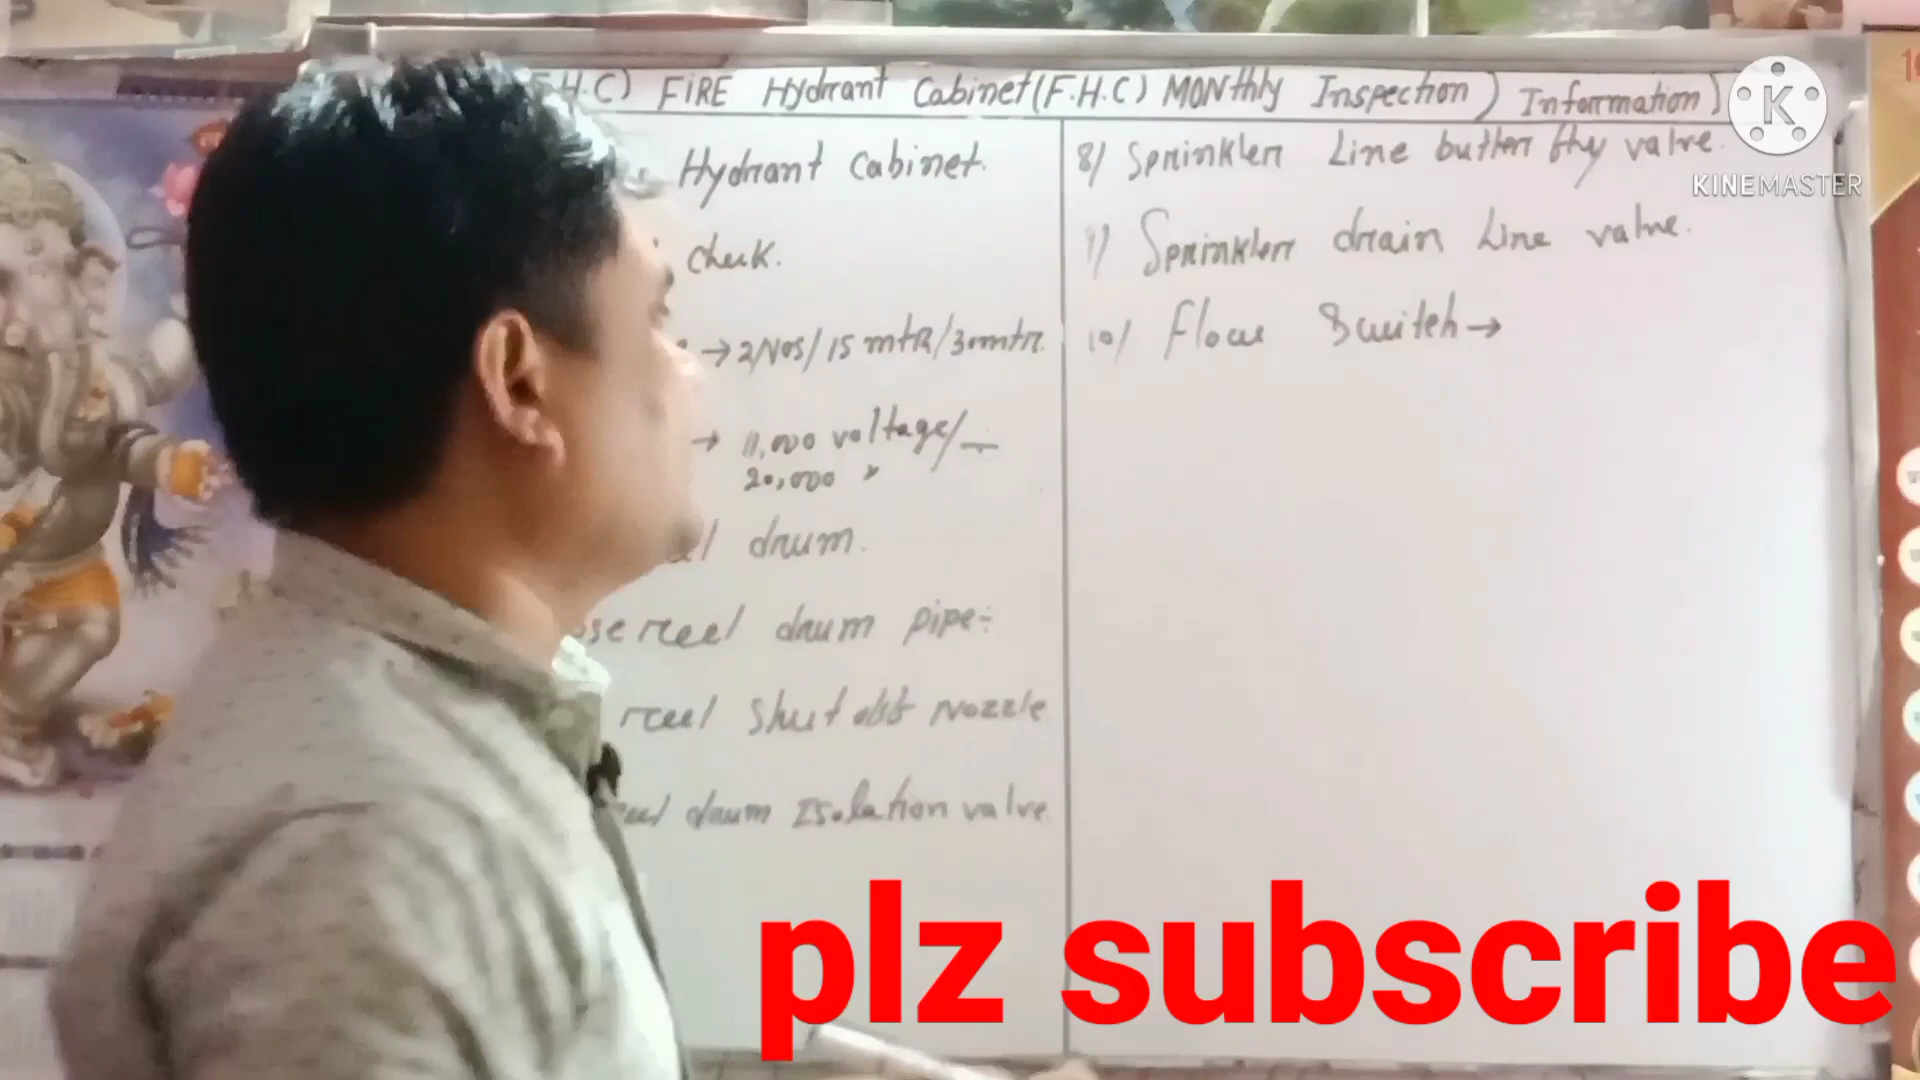 H.C) FIRE Hydrant Cabinet (F.H.C) MONthly Inspection) Information)
Hydrant Cabinet.
check.
→ 2/Nos/ 15 mtR/30mtr.
→ 11,000 voltage/
20,000 "
drum.
reel drum pipe:-
reel Shut off Nozzle
drum Isolation valve
8/ Sprinkler Line butter fly valve.
9/ Sprinkler drain Line valve.
10/ Flow Switch →
K
KINEMASTER
plz subscribe